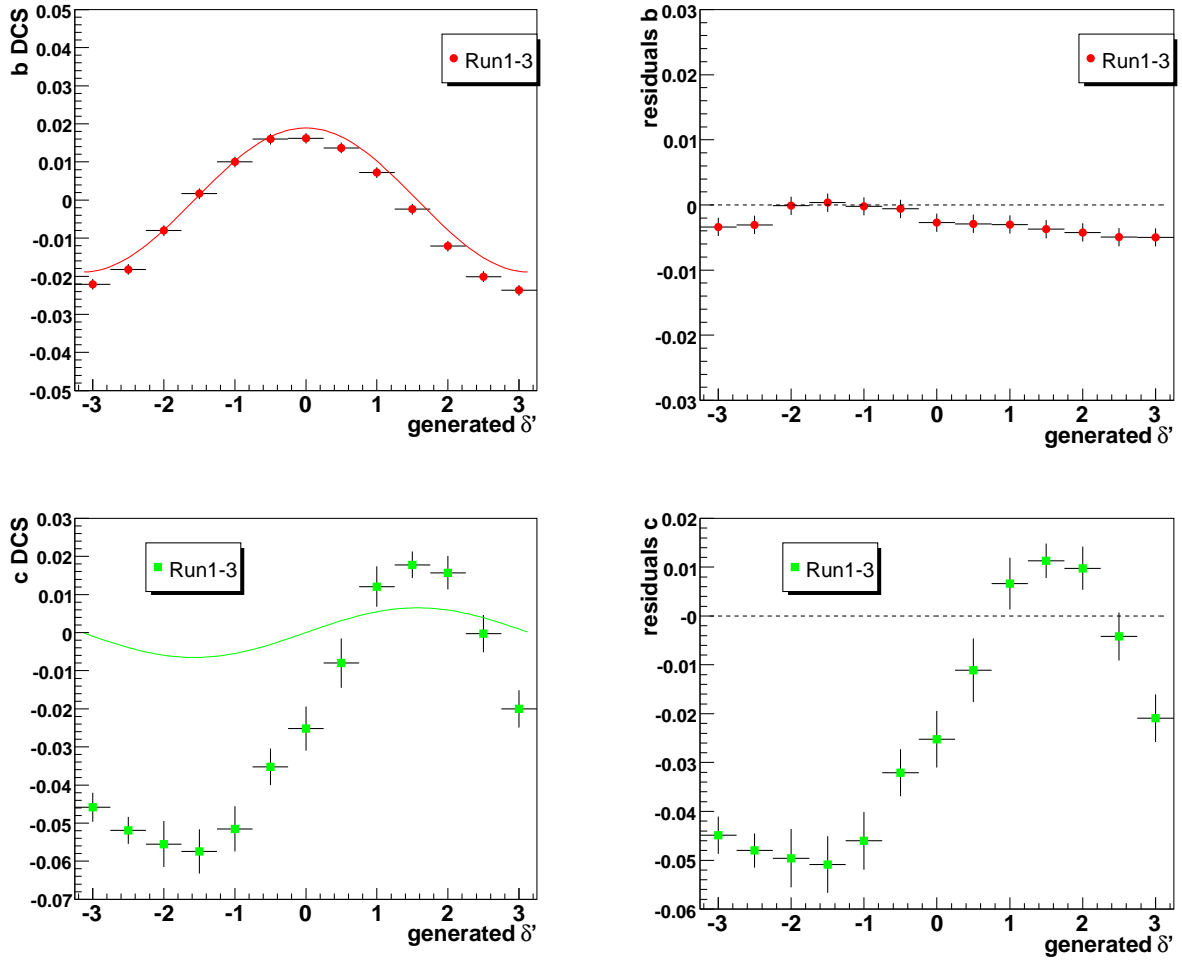 b DCS
0.05
0.04
0.03
0.02
0.01
0
-0.01
-0.02
-0.03
-0.04
-0.05
Run1-3
-3 -2 -1 0 1 2 3
generated δ’
residuals b
0.03
0.02
0.01
0
-0.01
-0.02
-0.03
Run1-3
-3 -2 -1 0 1 2 3
generated δ’
c DCS
0.03
0.02
0.01
0
-0.01
-0.02
-0.03
-0.04
-0.05
-0.06
-0.07
Run1-3
-3 -2 -1 0 1 2 3
generated δ’
residuals c
0.02
0.01
-0
-0.01
-0.02
-0.03
-0.04
-0.05
-0.06
Run1-3
-3 -2 -1 0 1 2 3
generated δ’